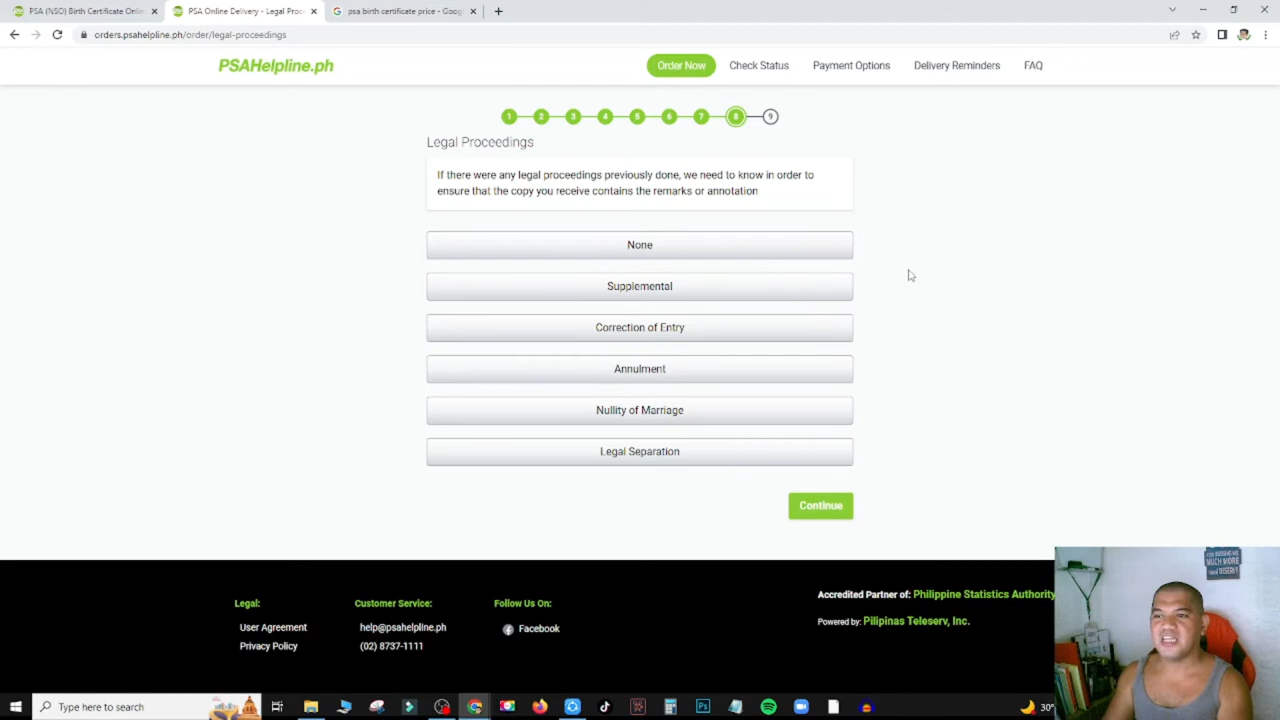 PSA (NSO) Birth Certificate Onlin
PSA Online Delivery - Legal Proc
psa birth certificate price - Goog
orders.psahelpline.ph/order/legal-proceedings
PSAHelpline.ph
Order Now
Check Status
Payment Options
Delivery Reminders
FAQ
1 2 3 4 5 6 7 8 9
Legal Proceedings
If there were any legal proceedings previously done, we need to know in order to
ensure that the copy you receive contains the remarks or annotation
None
Supplemental
Correction of Entry
Annulment
Nullity of Marriage
Legal Separation
Continue
Legal:
User Agreement
Privacy Policy
Customer Service:
help@psahelpline.ph
(02) 8737-1111
Follow Us On:
Facebook
Accredited Partner of: Philippine Statistics Authority
Powered by: Pilipinas Teleserv, Inc.
MUCH MORE
DESERVE
Type here to search
30°